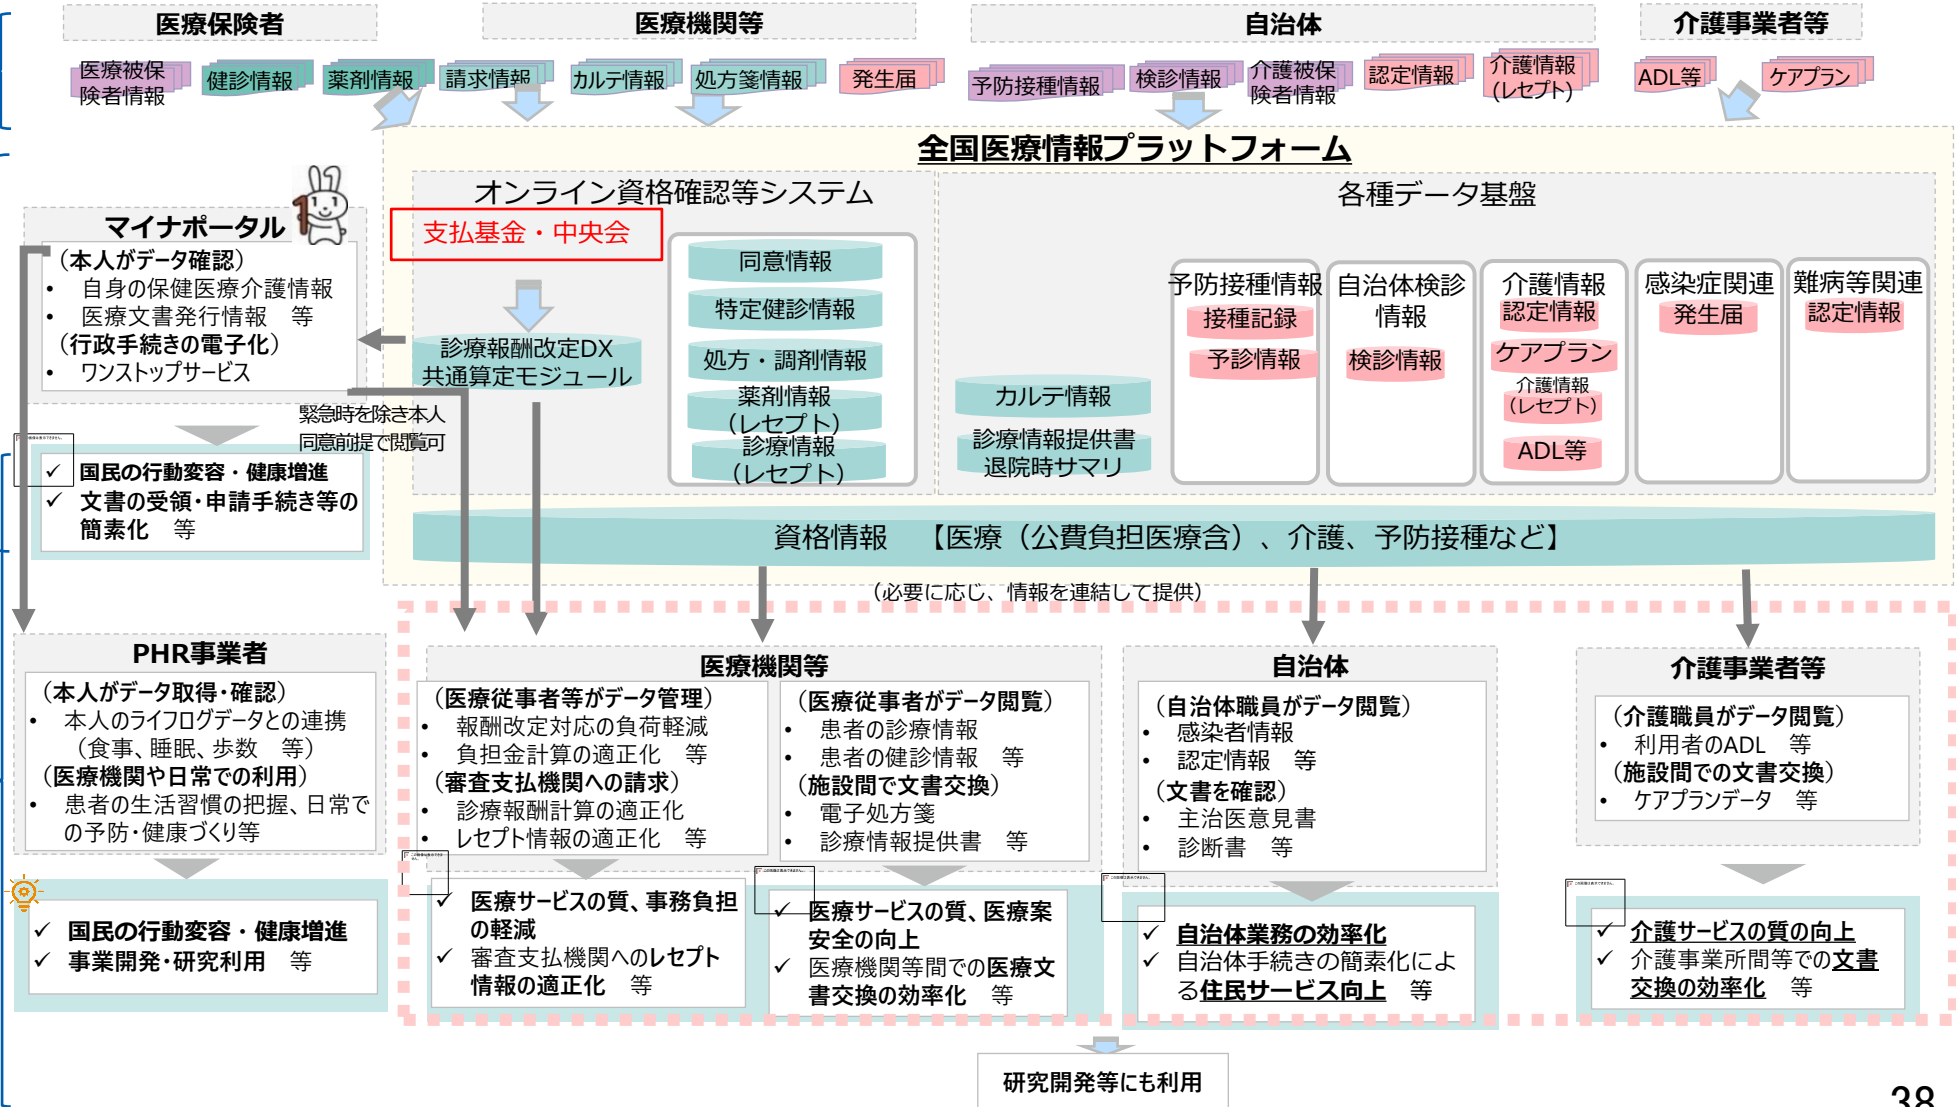 医療保険者
医療機関等
自治体
介護事業者等
医療被保
険者情報
健診情報
薬剤情報
請求情報
カルテ情報
処方箋情報
発生届
予防接種情報
検診情報
介護被保
険者情報
認定情報
介護情報
(レセプト)
ADL等
ケアプラン
全国医療情報プラットフォーム
オンライン資格確認等システム
各種データ基盤
支払基金・中央会
診療報酬改定DX
共通算定モジュール
同意情報
特定健診情報
処方・調剤情報
薬剤情報
(レセプト)
診療情報
(レセプト)
カルテ情報
診療情報提供書
退院時サマリ
予防接種情報
接種記録
予診情報
自治体検診
情報
検診情報
介護情報
認定情報
ケアプラン
介護情報
(レセプト)
ADL等
感染症関連
発生届
難病等関連
認定情報
資格情報 【医療（公費負担医療含）、介護、予防接種など】
（必要に応じ、情報を連結して提供）
マイナポータル
（本人がデータ確認）
• 自身の保健医療介護情報
• 医療文書発行情報 等
（行政手続きの電子化）
• ワンストップサービス
緊急時を除き本人
同意前提で閲覧可
✓ 国民の行動変容・健康増進
✓ 文書の受領・申請手続き等の
簡素化 等
PHR事業者
（本人がデータ取得・確認）
• 本人のライフログデータとの連携
（食事、睡眠、歩数 等）
（医療機関や日常での利用）
• 患者の生活習慣の把握、日常で
の予防・健康づくり等
✓ 国民の行動変容・健康増進
✓ 事業開発・研究利用 等
医療機関等
（医療従事者等がデータ管理）
• 報酬改定対応の負荷軽減
• 負担金計算の適正化 等
（審査支払機関への請求）
• 診療報酬計算の適正化
• レセプト情報の適正化 等
（医療従事者がデータ閲覧）
• 患者の診療情報
• 患者の健診情報 等
（施設間で文書交換）
• 電子処方箋
• 診療情報提供書 等
✓ 医療サービスの質、事務負担
の軽減
✓ 審査支払機関へのレセプト
情報の適正化 等
✓ 医療サービスの質、医療案
安全の向上
✓ 医療機関等間での医療文
書交換の効率化 等
自治体
（自治体職員がデータ閲覧）
• 感染者情報
• 認定情報 等
（文書を確認）
• 主治医意見書
• 診断書 等
✓ 自治体業務の効率化
✓ 自治体手続きの簡素化によ
る住民サービス向上 等
介護事業者等
（介護職員がデータ閲覧）
• 利用者のADL 等
（施設間での文書交換）
• ケアプランデータ 等
✓ 介護サービスの質の向上
✓ 介護事業所間等での文書
交換の効率化 等
研究開発等にも利用
38